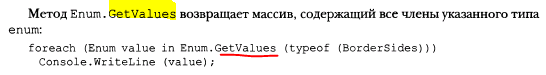 Метод Enum.GetValues возвращает массив, содержащий все члены указанного типа
enum:
foreach (Enum value in Enum.GetValues (typeof (BorderSides)))
Console.WriteLine (value);